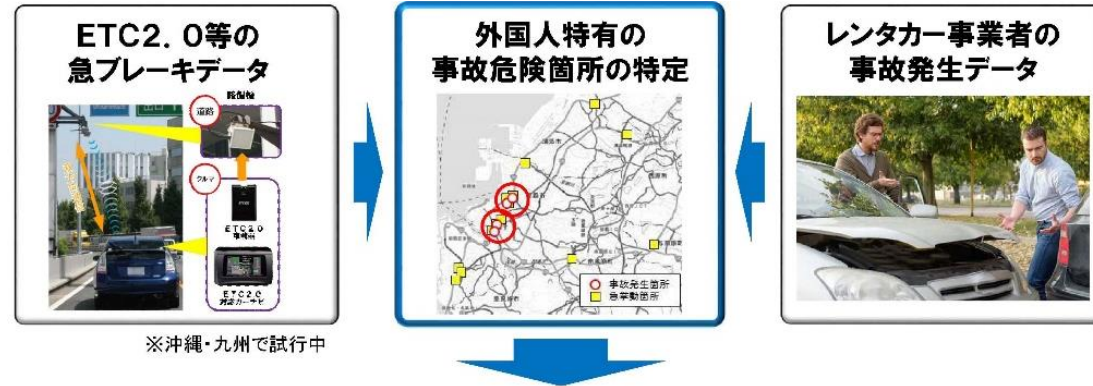 ETC2.0等の
急ブレーキデータ
路側機
道路
クルマ
ETC2.0
車載器
ETC2.0
対応カーナビ
※沖縄・九州で試行中
外国人特有の
事故危険箇所の特定
事故発生箇所
急挙動箇所
レンタカー事業者の
事故発生データ